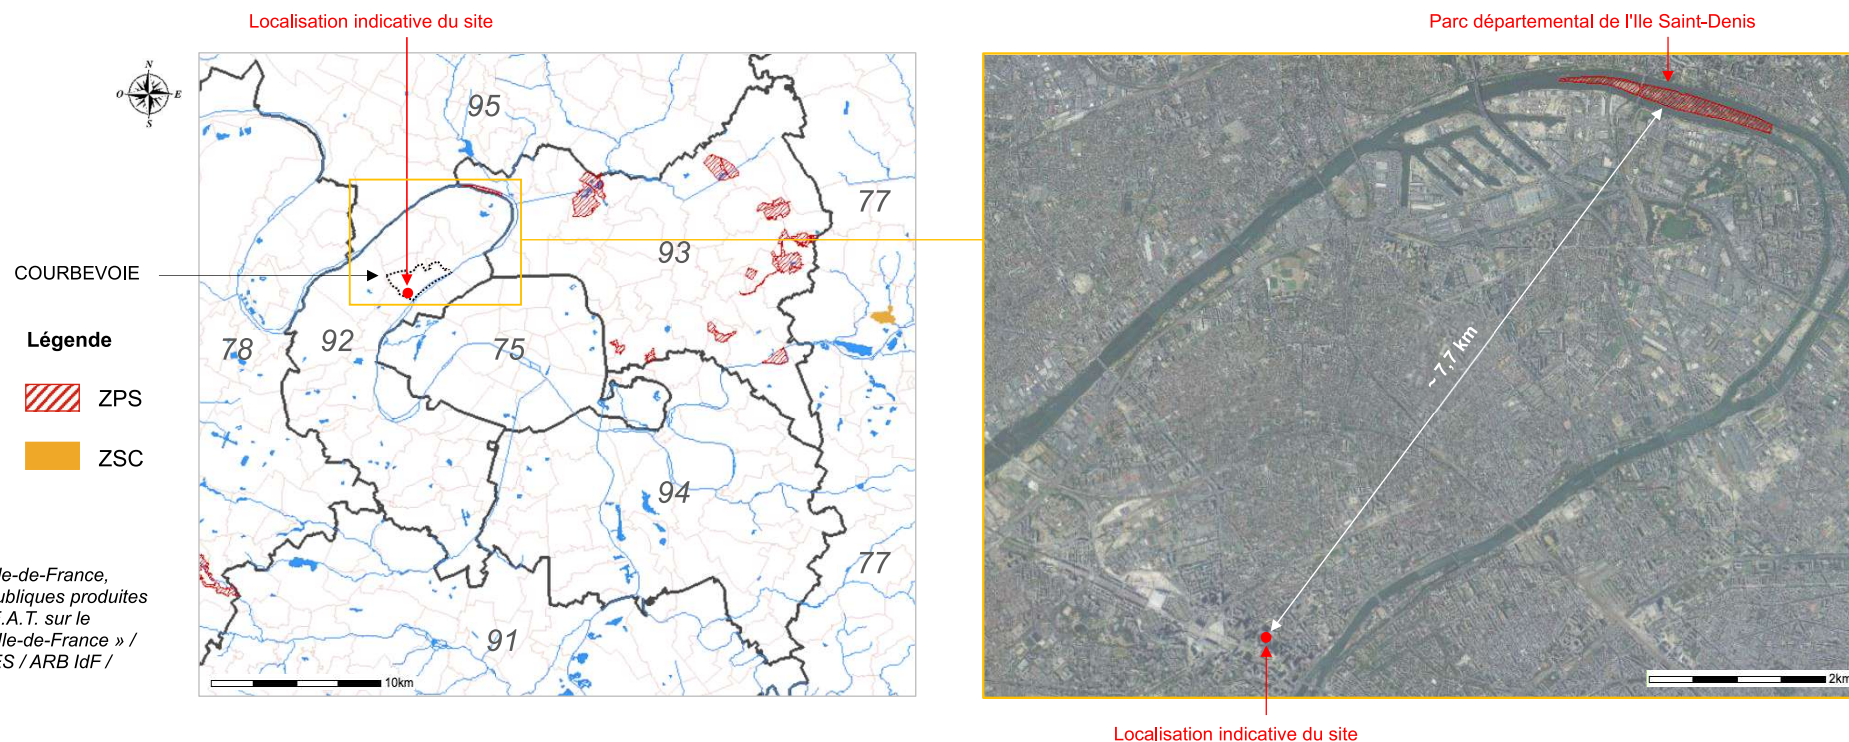 Localisation indicative du site
Parc départemental de l'Ile Saint-Denis
N
O
E
S
95
77
93
COURBEVOIE
Légende
78
92
75
ZPS
ZSC
~ 7,7 km
94
77
91
le-de-France,
ubliques produites
.A.T. sur le
Ile-de-France » /
ES / ARB IdF /
10km
2km
Localisation indicative du site